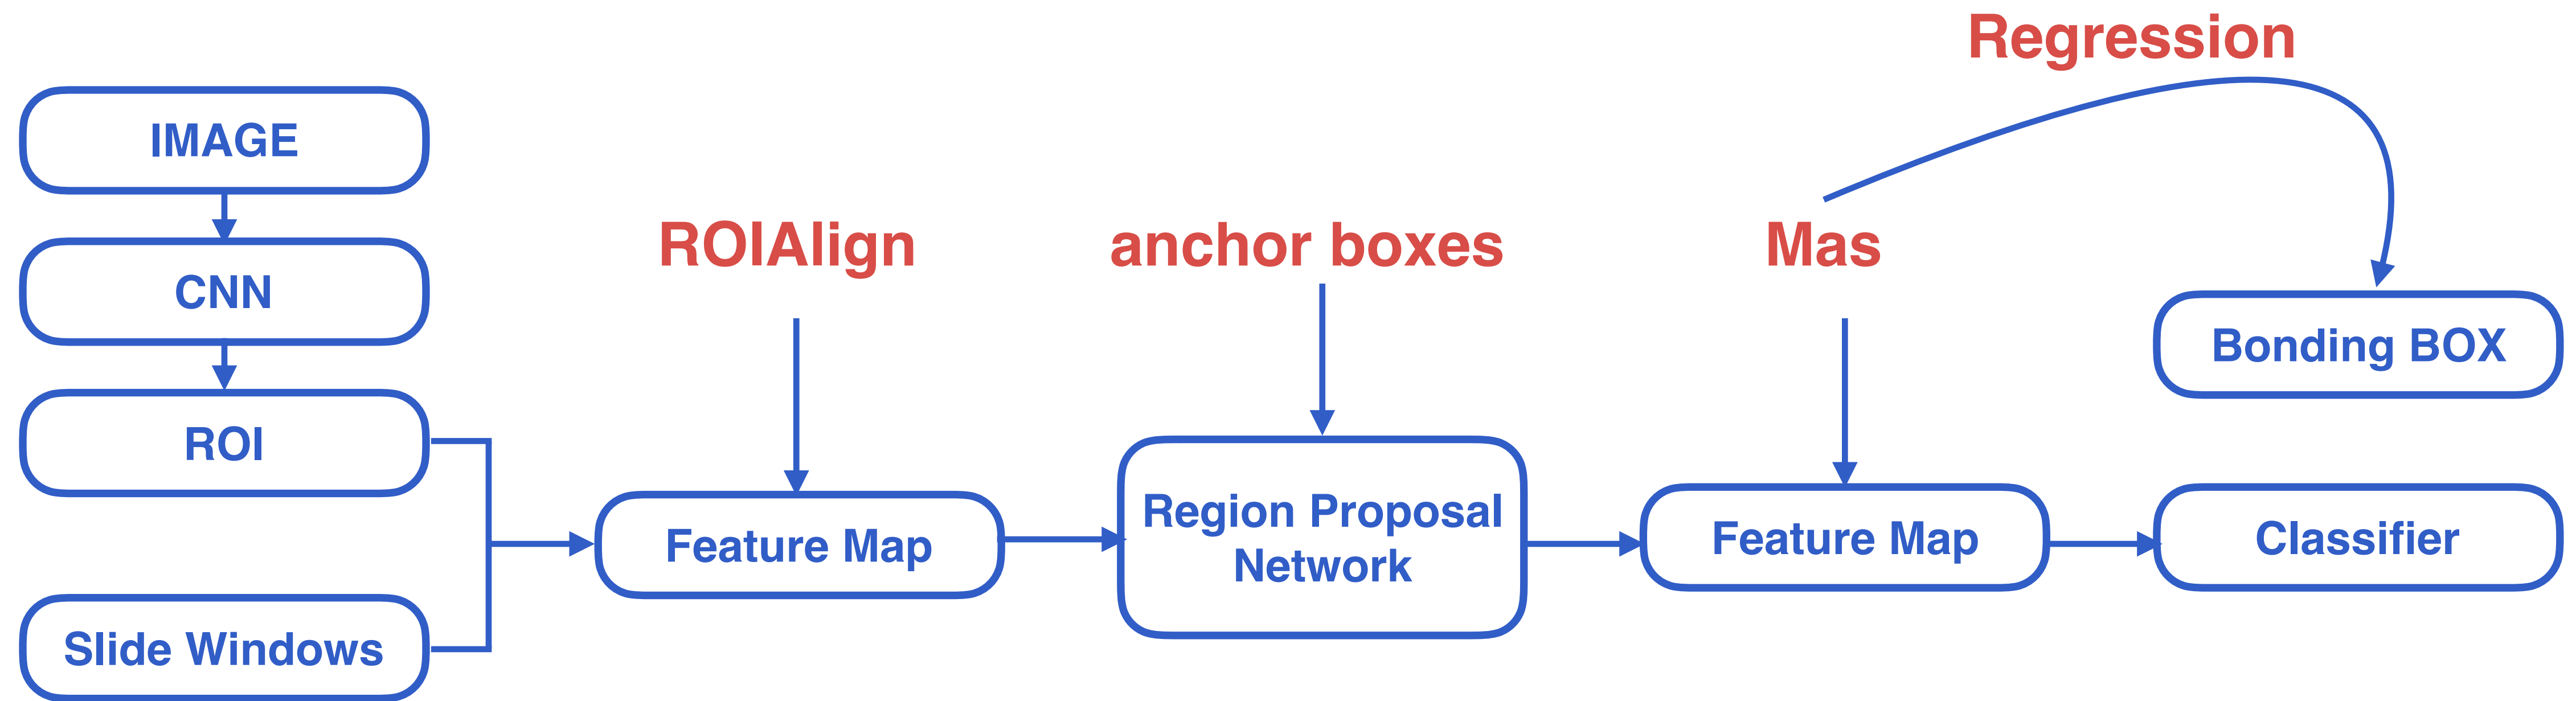 Regression
IMAGE
CNN
ROIAlign
anchor boxes
Mas
Bonding BOX
ROI
Feature Map
Region Proposal
Network
Feature Map
Classifier
Slide Windows